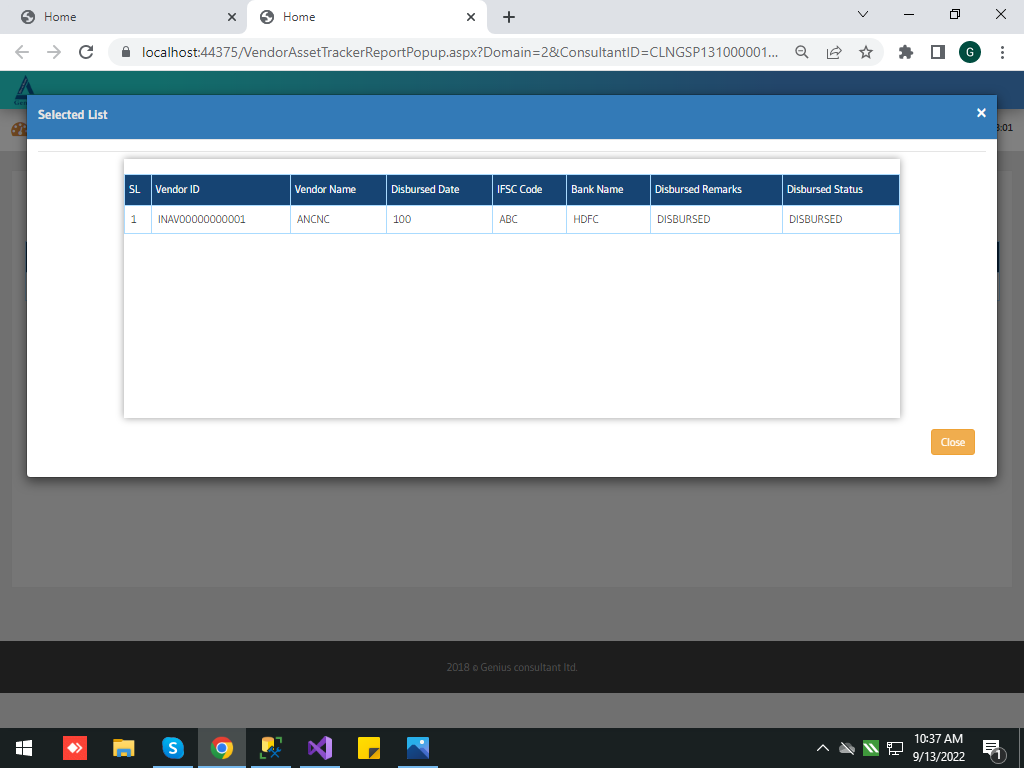 Home
Home
localhost:44375/VendorAssetTrackerReportPopup.aspx?Domain=2&ConsultantID=CLNGSP131000001...
G
Selected List
×
3:01
SL Vendor ID Vendor Name Disbursed Date IFSC Code Bank Name Disbursed Remarks Disbursed Status
1 INAV00000000001 ANCNC 100 ABC HDFC DISBURSED DISBURSED
Close
2018 © Genius consultant ltd.
10:37 AM
9/13/2022
1